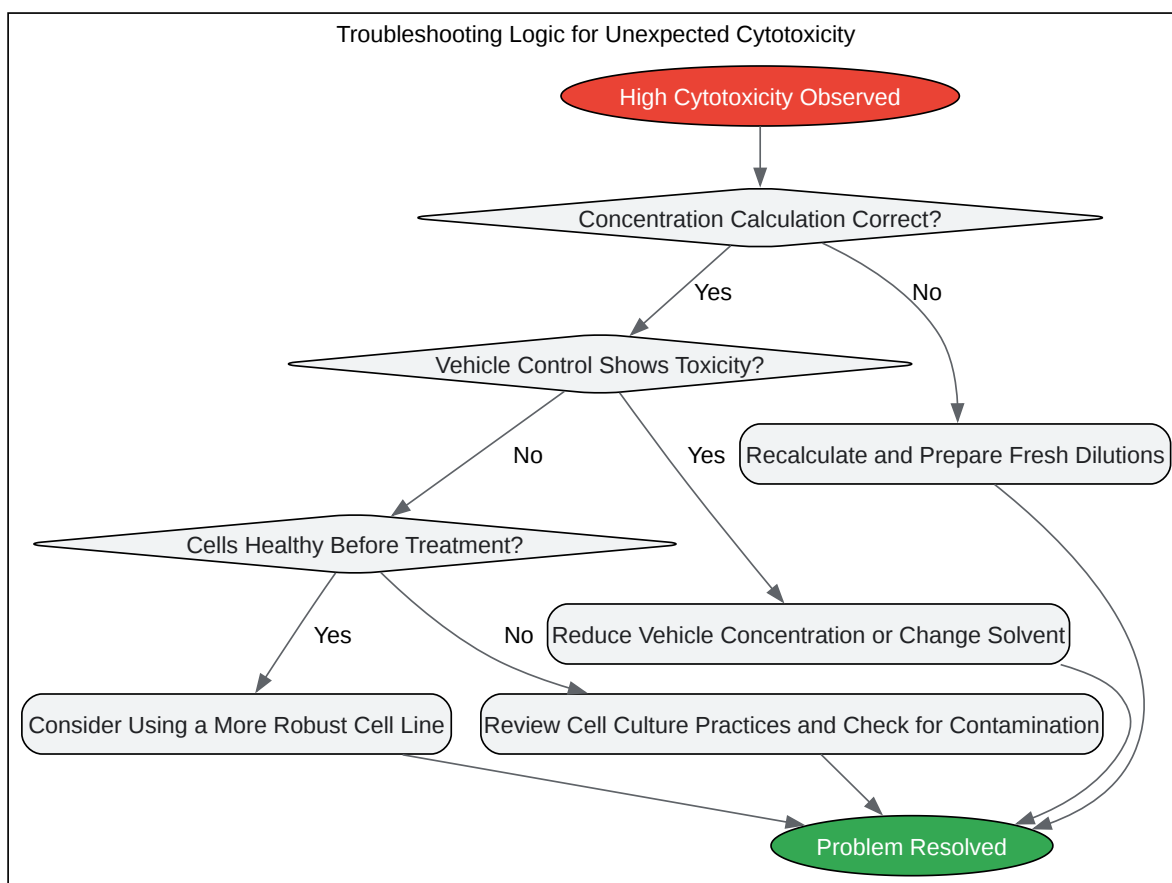 Troubleshooting Logic for Unexpected Cytotoxicity
High Cytotoxicity Observed
Concentration Calculation Correct?
Yes
No
Vehicle Control Shows Toxicity?
No
Yes
Recalculate and Prepare Fresh Dilutions
Cells Healthy Before Treatment?
Yes
No
Reduce Vehicle Concentration or Change Solvent
Consider Using a More Robust Cell Line
Review Cell Culture Practices and Check for Contamination
Problem Resolved